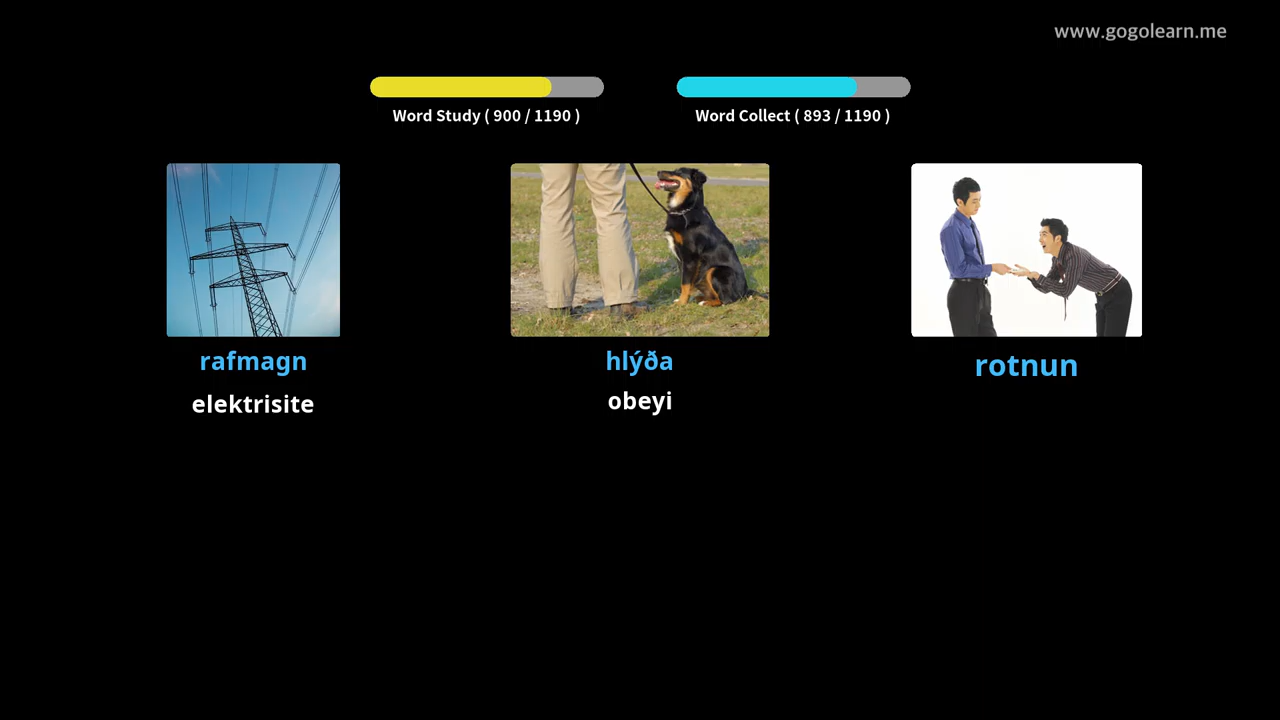 www.gogolearn.me
Word Study ( 900 / 1190 )
Word Collect ( 893 / 1190 )
rafmagn
elektrisite
hlýða
obeyi
rotnun